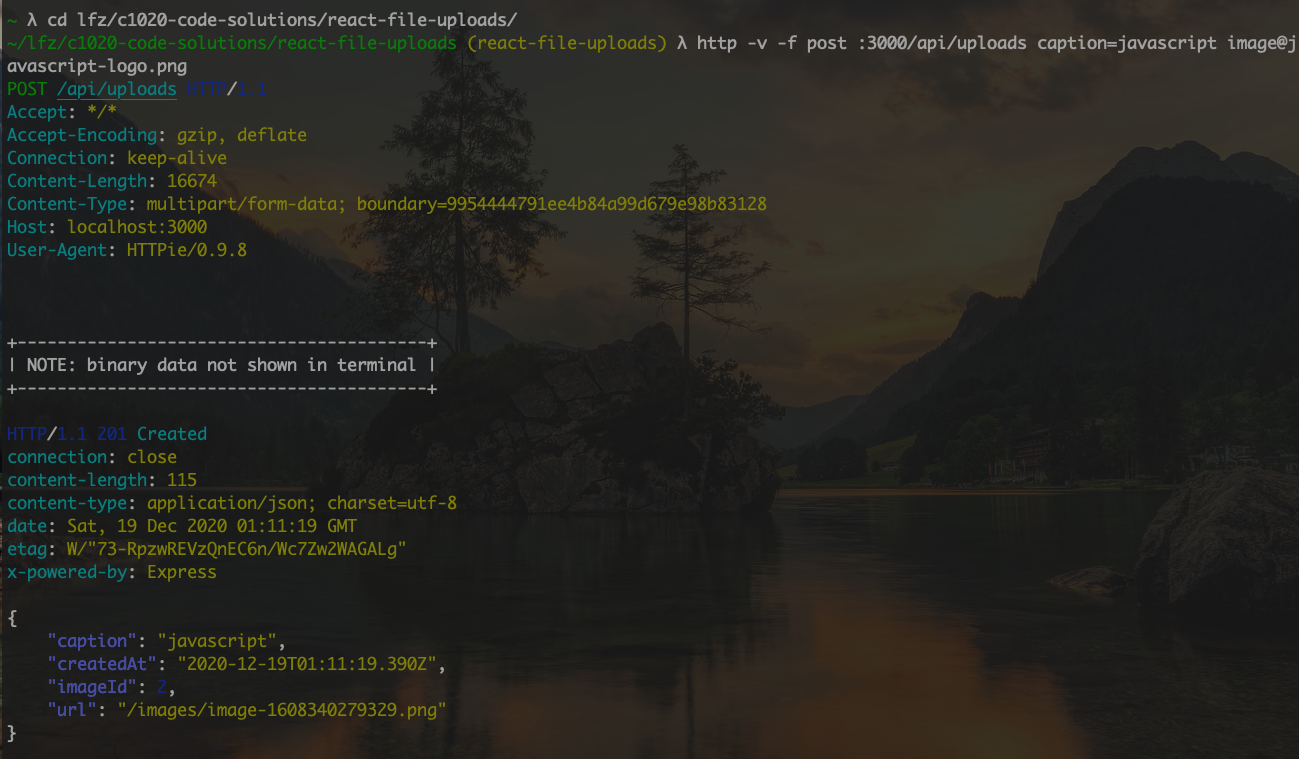 ~ λ cd lfz/c1020-code-solutions/react-file-uploads/
~/lfz/c1020-code-solutions/react-file-uploads (react-file-uploads) λ http -v -f post :3000/api/uploads caption=javascript image@j
avascript-logo.png
POST /api/uploads HTTP/1.1
Accept: */*
Accept-Encoding: gzip, deflate
Connection: keep-alive
Content-Length: 16674
Content-Type: multipart/form-data; boundary=9954444791ee4b84a99d679e98b83128
Host: localhost:3000
User-Agent: HTTPie/0.9.8
+-----------------------------------------+
| NOTE: binary data not shown in terminal |
+-----------------------------------------+
HTTP/1.1 201 Created
connection: close
content-length: 115
content-type: application/json; charset=utf-8
date: Sat, 19 Dec 2020 01:11:19 GMT
etag: W/"73-RpzwREVzQnEC6n/Wc7Zw2WAGALg"
x-powered-by: Express
{
    "caption": "javascript",
    "createdAt": "2020-12-19T01:11:19.390Z",
    "imageId": 2,
    "url": "/images/image-1608340279329.png"
}